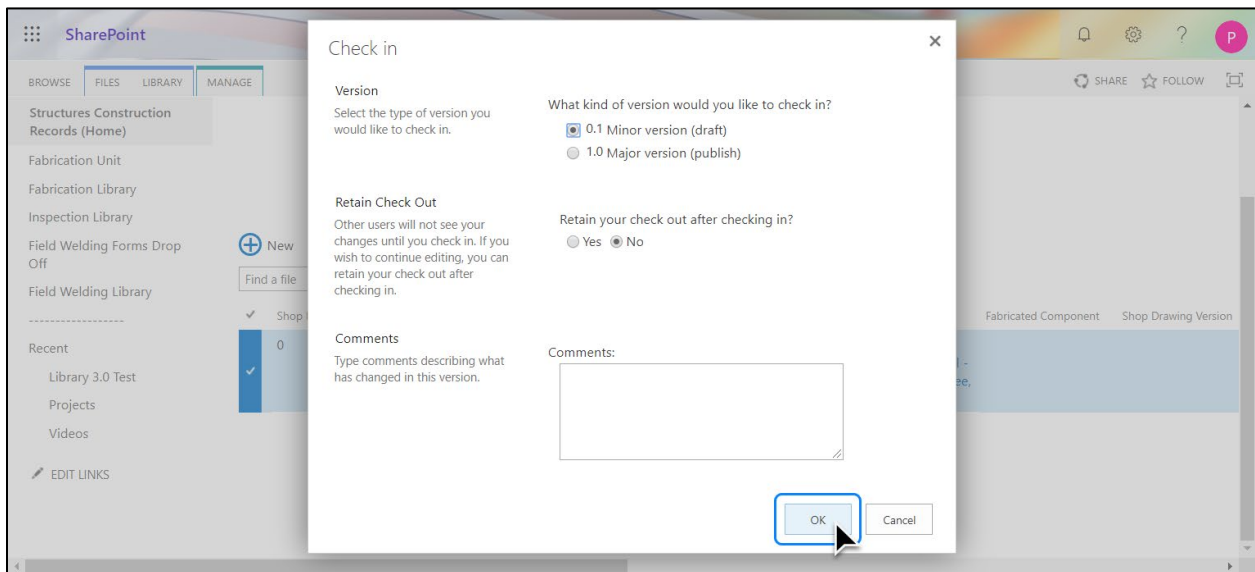 SharePoint
?
P
BROWSE FILES LIBRARY MANAGE
SHARE FOLLOW
Structures Construction
Records (Home)
Fabrication Unit
Fabrication Library
Inspection Library
Field Welding Forms Drop
Off
Field Welding Library
------------------
Recent
Library 3.0 Test
Projects
Videos
EDIT LINKS
New
Find a file
Shop
0
Check in
Version
Select the type of version you
would like to check in.
What kind of version would you like to check in?
0.1 Minor version (draft)
1.0 Major version (publish)
Retain Check Out
Other users will not see your
changes until you check in. If you
wish to continue editing, you can
retain your check out after
checking in.
Retain your check out after checking in?
Yes No
Comments
Type comments describing what
has changed in this version.
Comments:
OK Cancel
Fabricated Component Shop Drawing Version